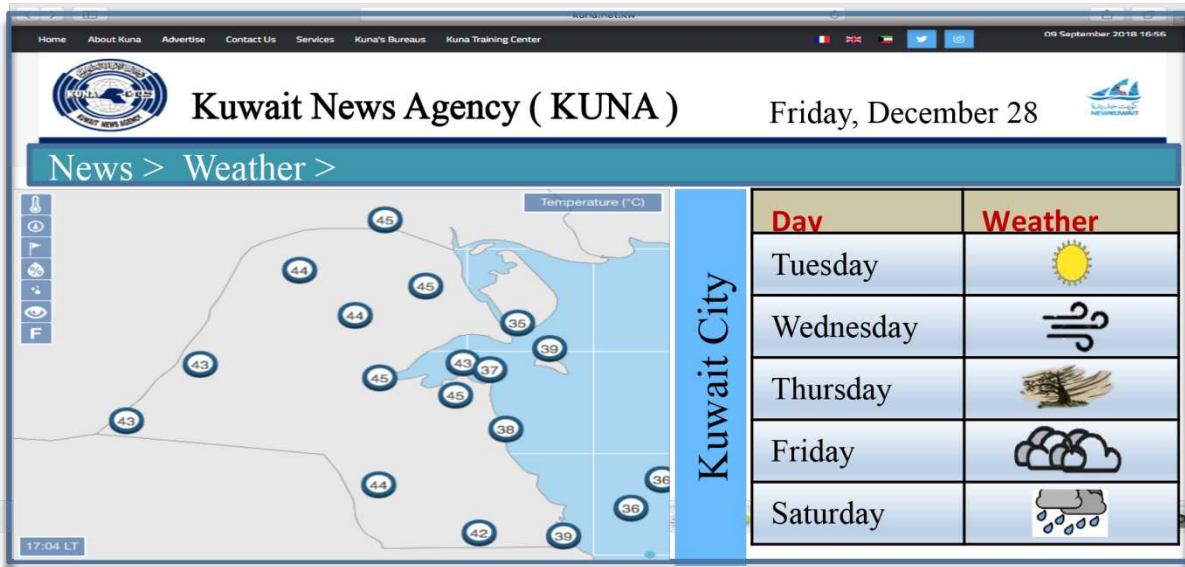 kuna.net.kw
Home About Kuna Advertise Contact Us Services Kuna's Bureaus Kuna Training Center 09 September 2018 16:56
KUNA
KUWAIT NEWS AGENCY
Kuwait News Agency ( KUNA ) Friday, December 28
NEWKUWAIT
News > Weather >
Temperature (°C)
45
44
45
44
35
39
43
43
37
45
45
43
38
44
36
36
42
39
F
17:04 LT
Kuwait City
Day Weather
Tuesday
Wednesday
Thursday
Friday
Saturday